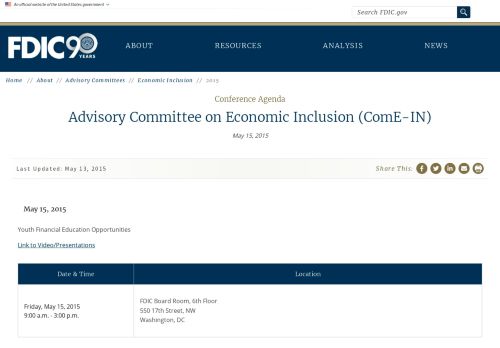 An official website of the United States government
Search FDIC.gov
FDIC 90 YEARS
ABOUT
RESOURCES
ANALYSIS
NEWS
Home // About // Advisory Committees // Economic Inclusion // 2015
Conference Agenda
Advisory Committee on Economic Inclusion (ComE-IN)
May 15, 2015
Last Updated: May 13, 2015
Share This:
May 15, 2015
Youth Financial Education Opportunities
Link to Video/Presentations
Date & Time
Location
Friday, May 15, 2015
9:00 a.m. - 3:00 p.m.
FDIC Board Room, 6th Floor
550 17th Street, NW
Washington, DC